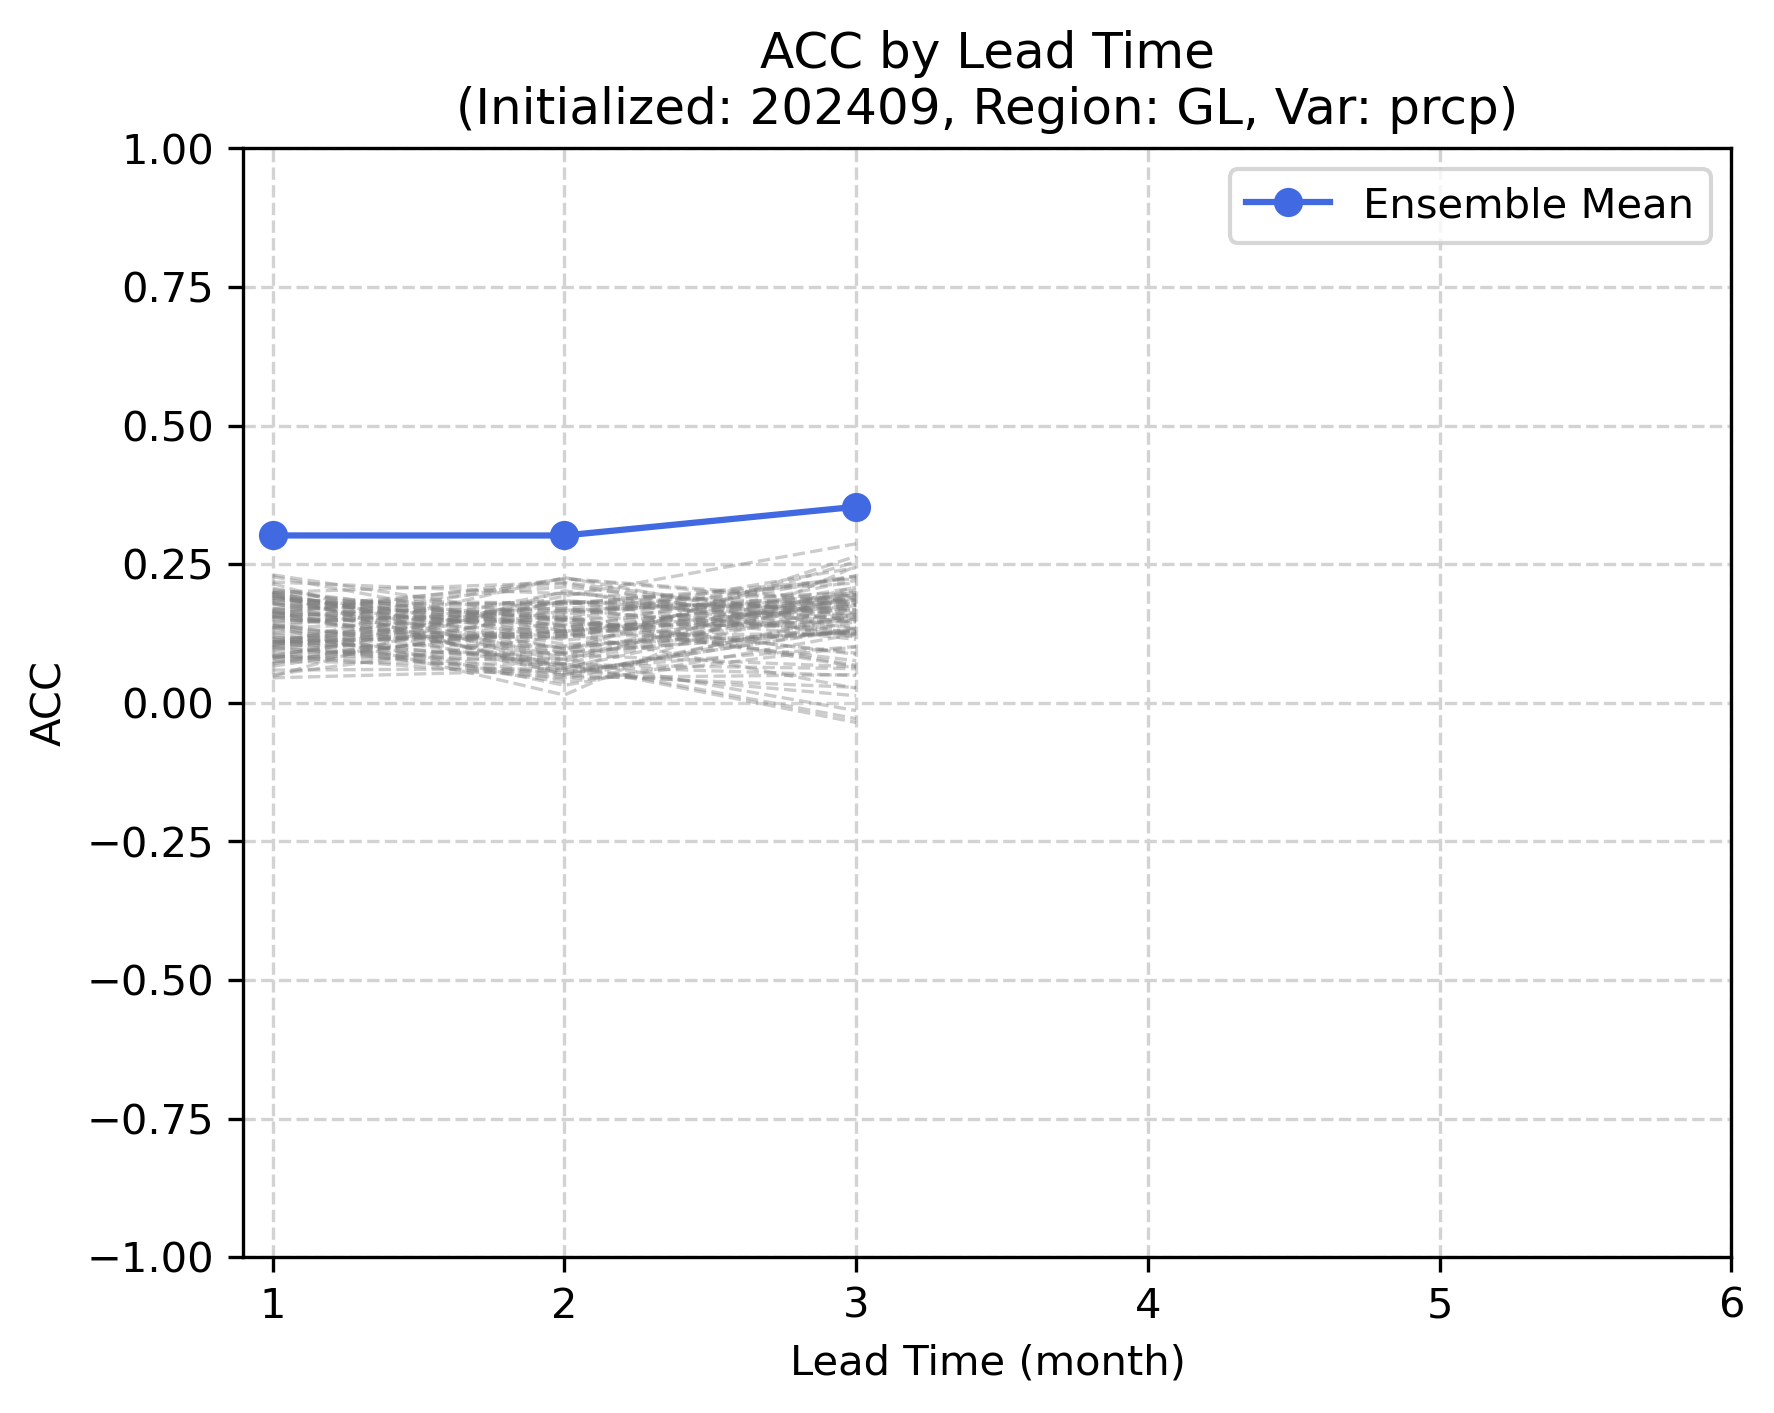 ACC by Lead Time
(Initialized: 202409, Region: GL, Var: prcp)
1.00
Ensemble Mean
0.75
0.50
0.25
0.00
−0.25
−0.50
−0.75
−1.00
ACC
1 2 3 4 5 6
Lead Time (month)